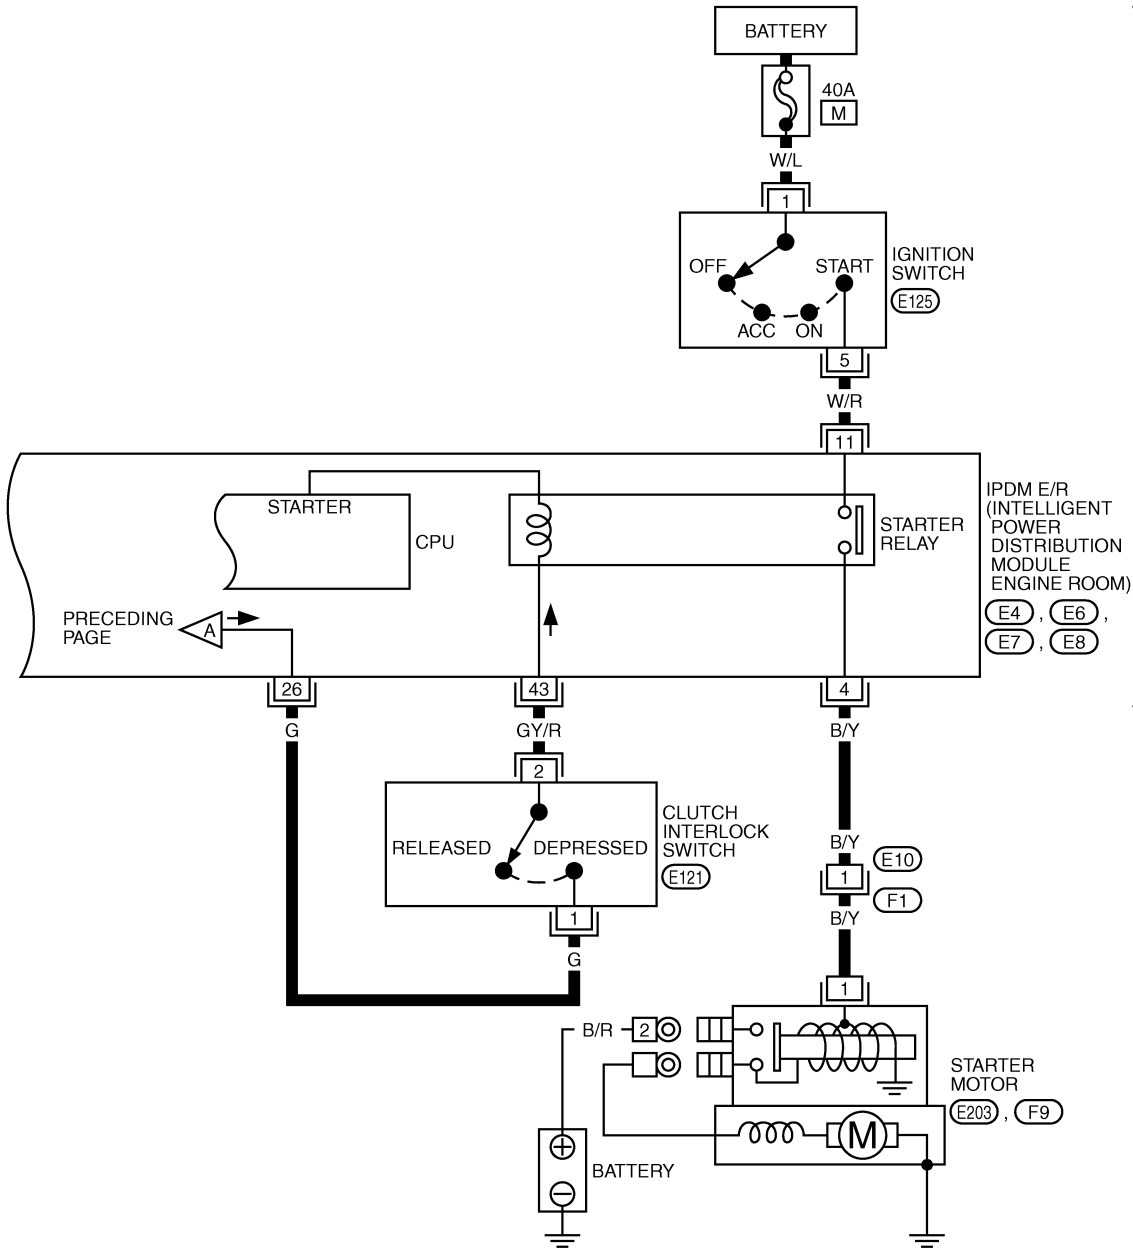 BATTERY
40A
M
W/L
1
OFF
START
ACC
ON
IGNITION
SWITCH
E125
5
W/R
11
STARTER
CPU
STARTER
RELAY
IPDM E/R
(INTELLIGENT
POWER
DISTRIBUTION
MODULE
ENGINE ROOM)
E4 , E6 ,
E7 , E8
PRECEDING
PAGE
A
26
43
4
G
GY/R
B/Y
2
RELEASED
DEPRESSED
CLUTCH
INTERLOCK
SWITCH
E121
1
G
B/Y
E10
1
F1
B/Y
1
B/R
2
STARTER
MOTOR
E203 , F9
M
BATTERY